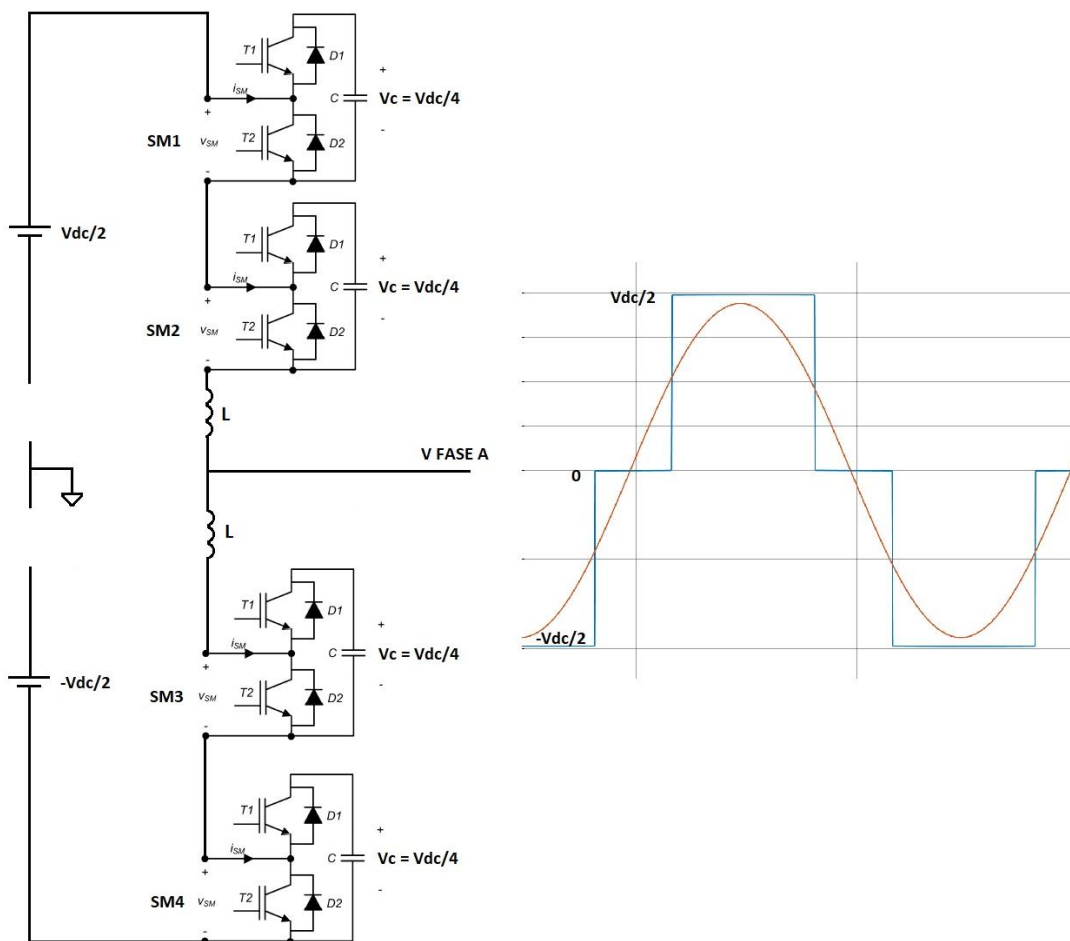 T1
D1
+
iSM
C
Vc = Vdc/4
+
SM1
vSM
T2
D2
-
-
Vdc/2
+
T1
D1
iSM
C
Vc = Vdc/4
+
-
SM2
vSM
T2
D2
-
L
V FASE A
L
+
T1
D1
iSM
C
Vc = Vdc/4
+
-
-Vdc/2
SM3
vSM
T2
D2
-
T1
D1
+
iSM
C
Vc = Vdc/4
+
-
SM4
vSM
T2
D2
-
Vdc/2
0
-Vdc/2